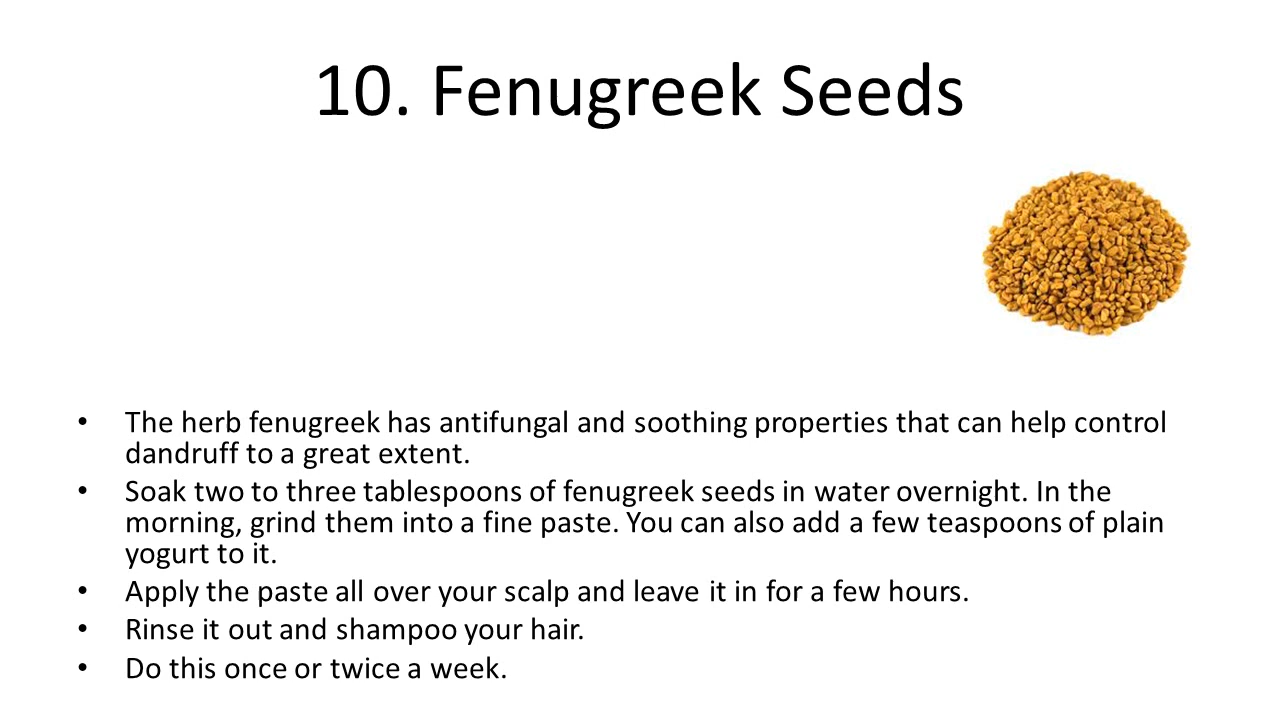 10. Fenugreek Seeds
• The herb fenugreek has antifungal and soothing properties that can help control
dandruff to a great extent.
• Soak two to three tablespoons of fenugreek seeds in water overnight. In the
morning, grind them into a fine paste. You can also add a few teaspoons of plain
yogurt to it.
• Apply the paste all over your scalp and leave it in for a few hours.
• Rinse it out and shampoo your hair.
• Do this once or twice a week.